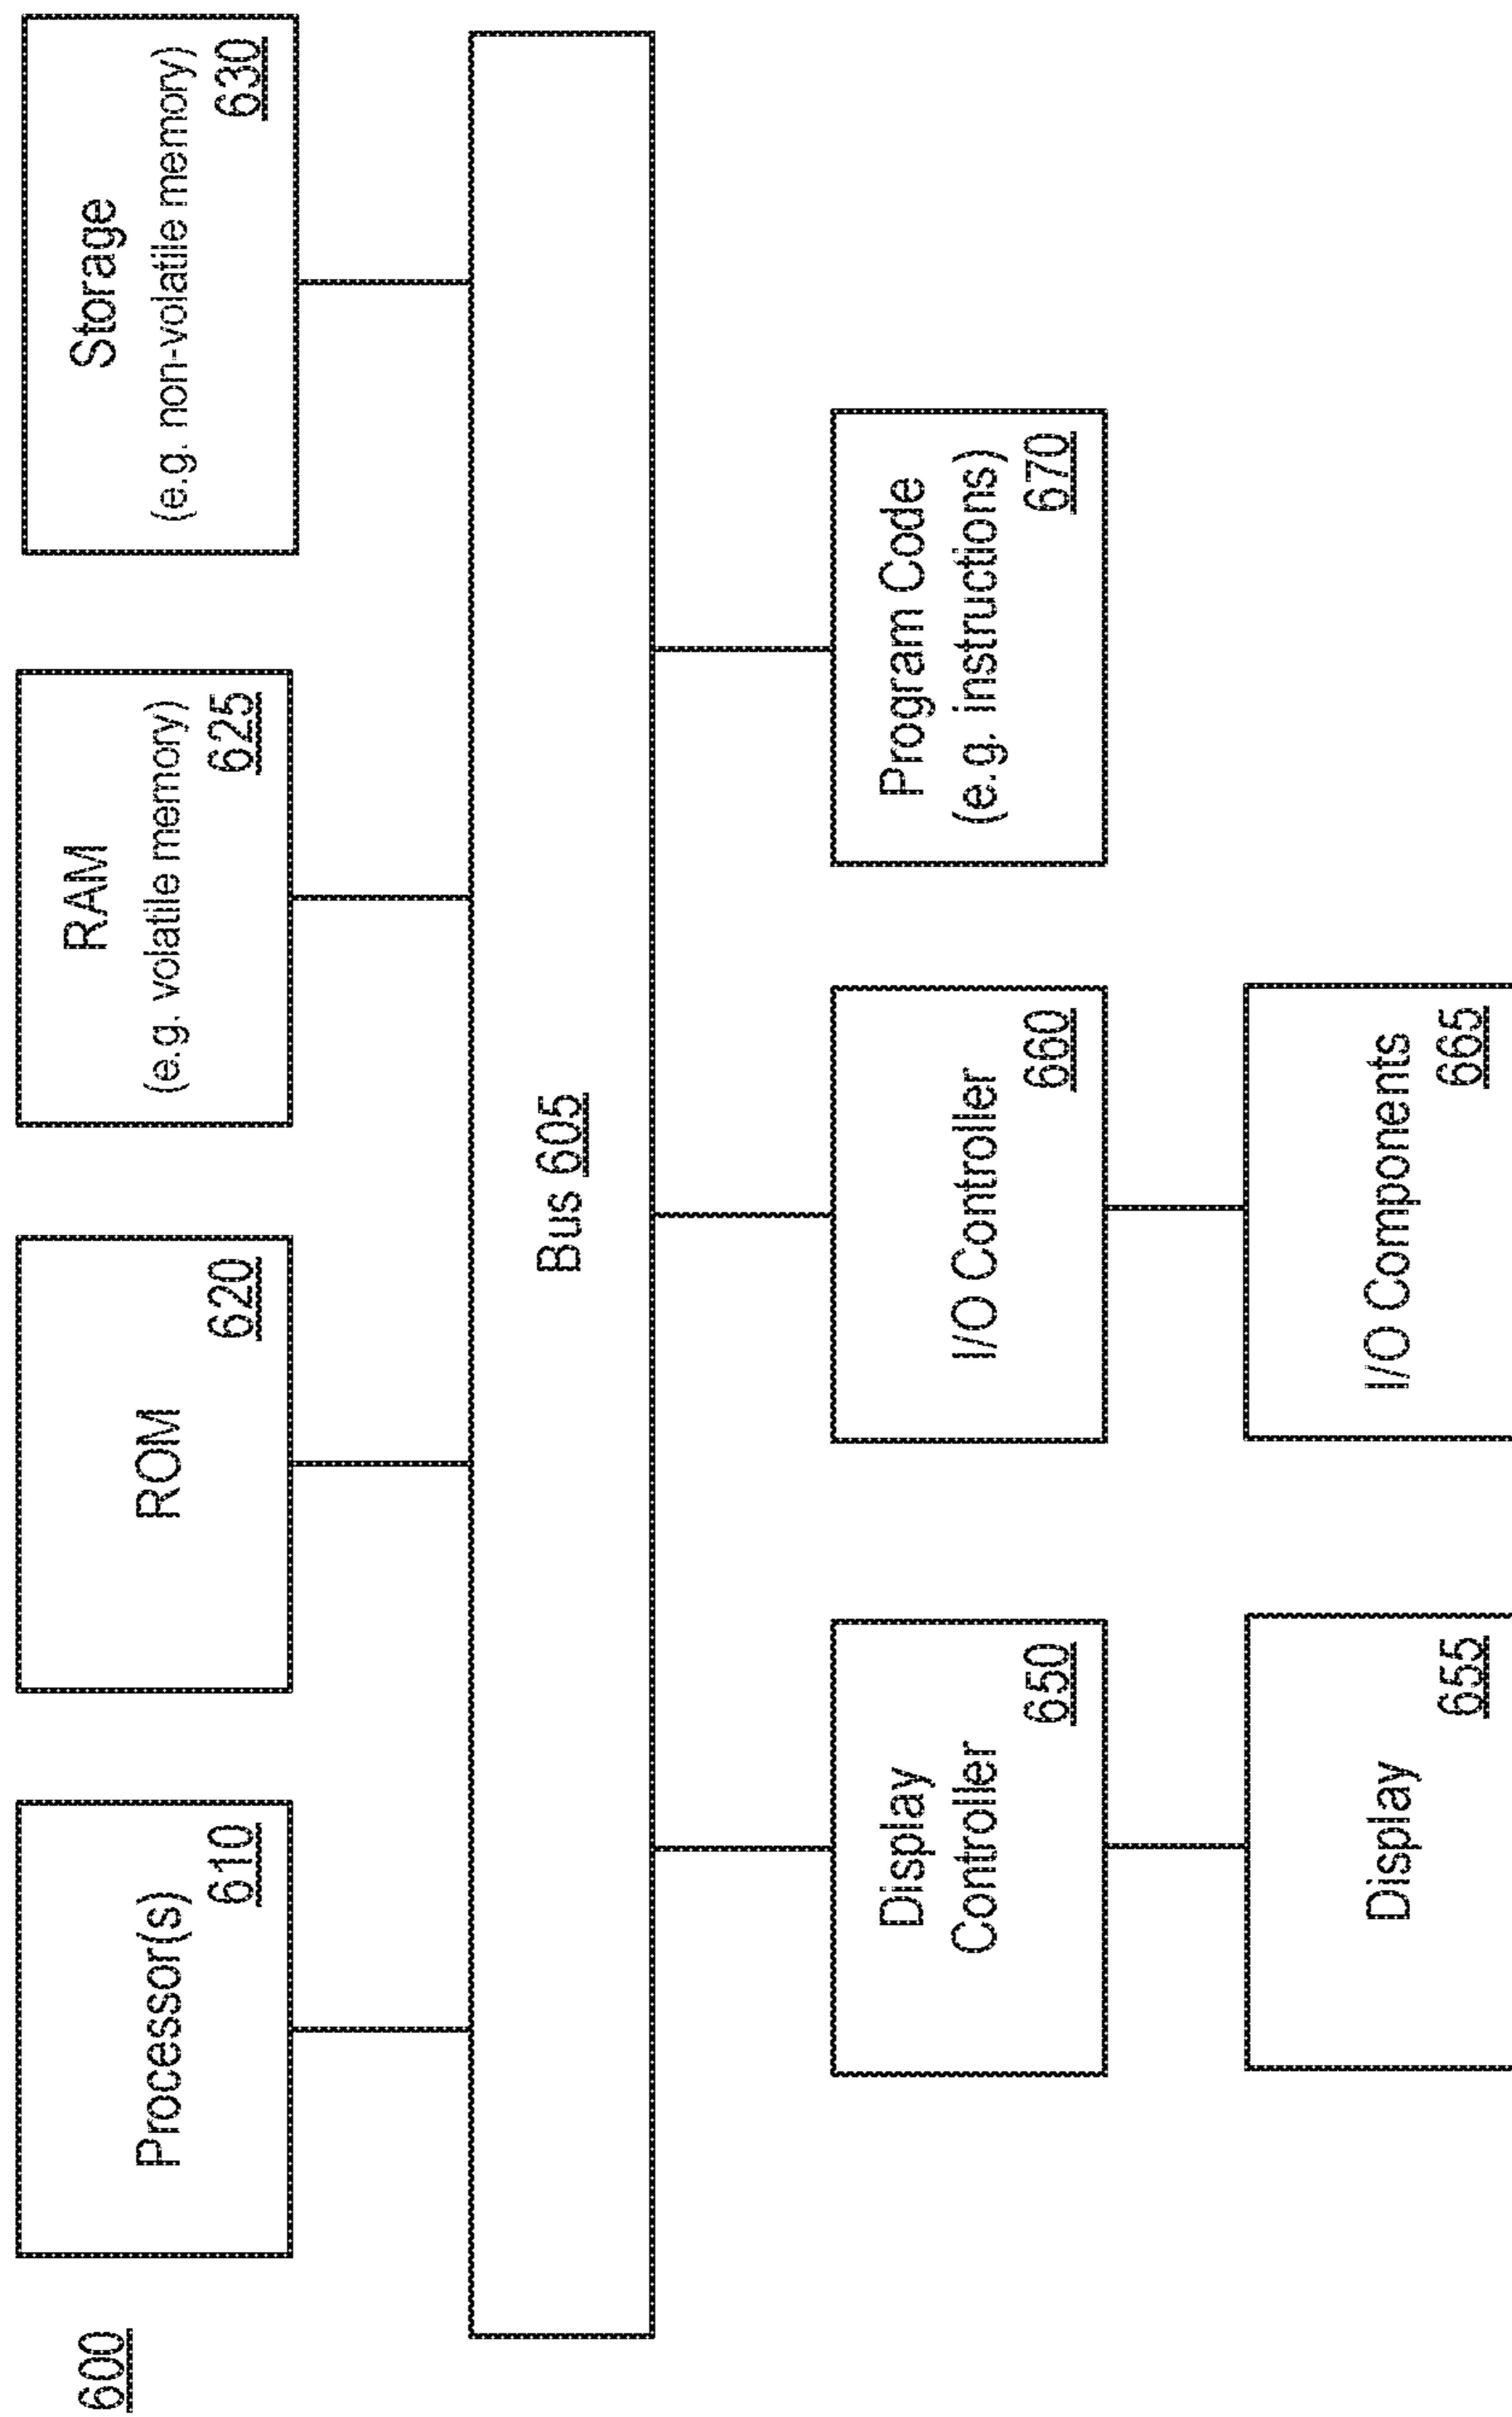 600
Processor(s)
610
ROM
620
RAM
(e.g. volatile memory)
625
Storage
(e.g. non-volatile memory)
630
Bus 605
Display
Controller
650
I/O Controller
660
Program Code
(e.g. instructions)
670
Display
655
I/O Components
665